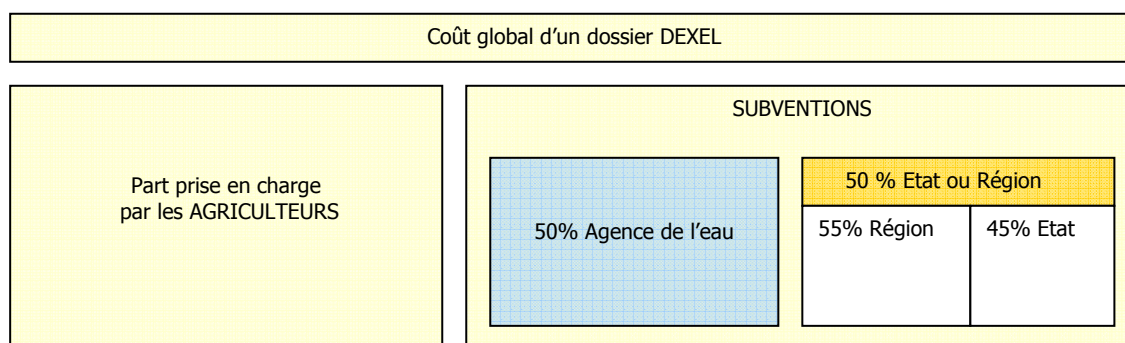 Coût global d’un dossier DEXEL
Part prise en charge
par les AGRICULTEURS
SUBVENTIONS
50% Agence de l’eau
50 % Etat ou Région
55% Région
45% Etat